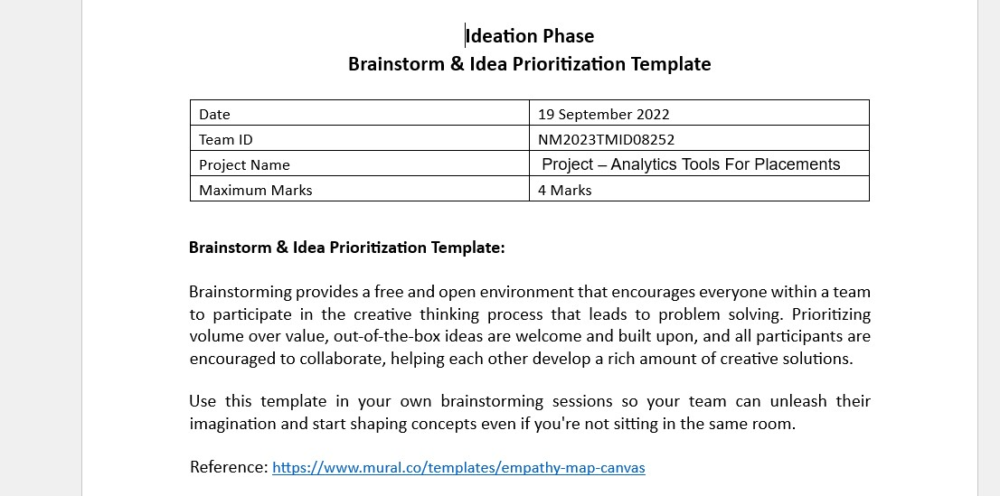 Ideation Phase
Brainstorm & Idea Prioritization Template
Date 19 September 2022
Team ID NM2023TMID08252
Project Name Project – Analytics Tools For Placements
Maximum Marks 4 Marks
Brainstorm & Idea Prioritization Template:
Brainstorming provides a free and open environment that encourages everyone within a team
to participate in the creative thinking process that leads to problem solving. Prioritizing
volume over value, out-of-the-box ideas are welcome and built upon, and all participants are
encouraged to collaborate, helping each other develop a rich amount of creative solutions.
Use this template in your own brainstorming sessions so your team can unleash their
imagination and start shaping concepts even if you're not sitting in the same room.
Reference: https://www.mural.co/templates/empathy-map-canvas